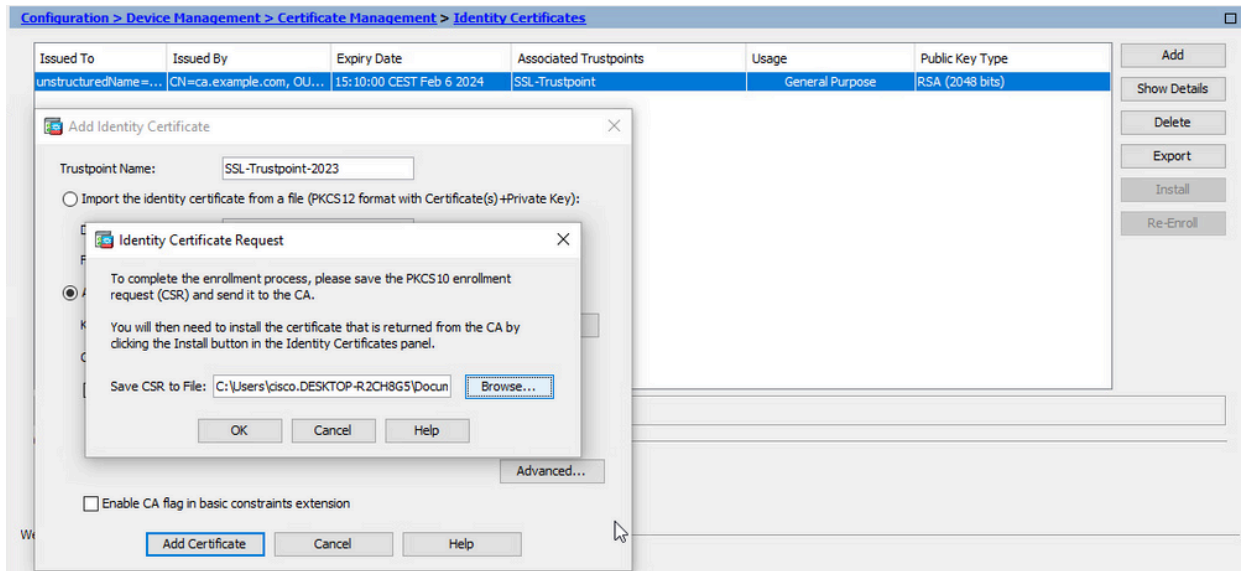 Configuration > Device Management > Certificate Management > Identity Certificates
Issued To Issued By Expiry Date Associated Trustpoints Usage Public Key Type
unstructuredName=... CN=ca.example.com, OU... 15:10:00 CEST Feb 6 2024 SSL-Trustpoint General Purpose RSA (2048 bits)
Add
Show Details
Delete
Export
Install
Re-Enroll
Add Identity Certificate
Trustpoint Name: SSL-Trustpoint-2023
Import the identity certificate from a file (PKCS12 format with Certificate(s)+Private Key):
Identity Certificate Request
To complete the enrollment process, please save the PKCS10 enrollment
request (CSR) and send it to the CA.
You will then need to install the certificate that is returned from the CA by
clicking the Install button in the Identity Certificates panel.
Save CSR to File: C:\Users\cisco.DESKTOP-R2CH8G5\Docum Browse...
OK Cancel Help
Advanced...
Enable CA flag in basic constraints extension
We
Add Certificate Cancel Help